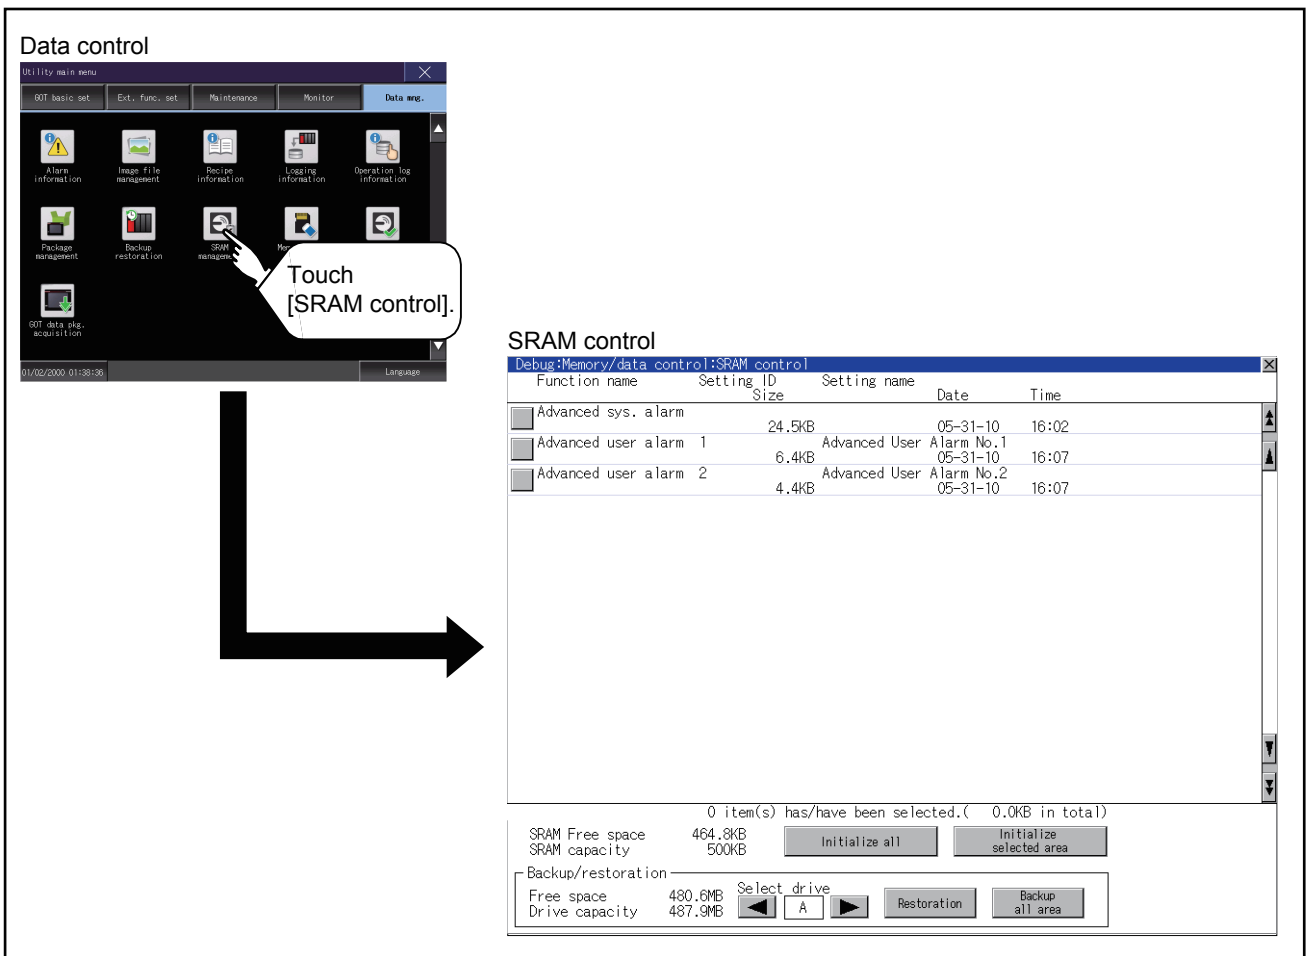 Data control
Utility main menu
GOT basic set Ext. func. set Maintenance Monitor Data mng.
Alarm information
Image file management
Recipe information
Logging information
Operation log information
Package management
Backup restoration
SRAM
GOT data pkg. acquisition
Touch
[SRAM control].
01/02/2000 01:38:36 Language
SRAM control
Debug:Memory/data control:SRAM control
Function name Setting ID Setting name
Size Date Time
Advanced sys. alarm
24.5KB 05-31-10 16:02
Advanced user alarm 1 Advanced User Alarm No.1
6.4KB 05-31-10 16:07
Advanced user alarm 2 Advanced User Alarm No.2
4.4KB 05-31-10 16:07
0 item(s) has/have been selected.( 0.0KB in total)
SRAM Free space 464.8KB
SRAM capacity 500KB
Initialize all
Initialize
selected area
Backup/restoration
Free space 480.6MB
Drive capacity 487.9MB
Select drive
A
Restoration
Backup
all area